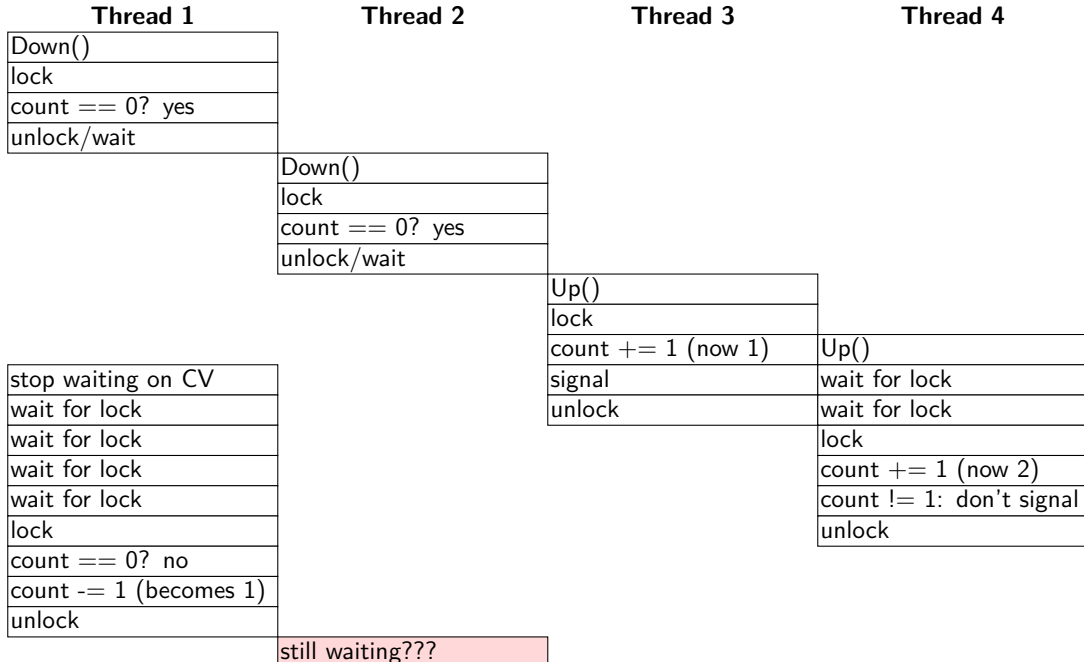 Thread 1 Thread 2 Thread 3 Thread 4
Down()
lock
count == 0? yes
unlock/wait
Down()
lock
count == 0? yes
unlock/wait
Up()
lock
count += 1 (now 1) Up()
stop waiting on CV signal wait for lock
wait for lock unlock wait for lock
wait for lock lock
wait for lock count += 1 (now 2)
wait for lock count != 1: don't signal
lock unlock
count == 0? no
count -= 1 (becomes 1)
unlock
still waiting???